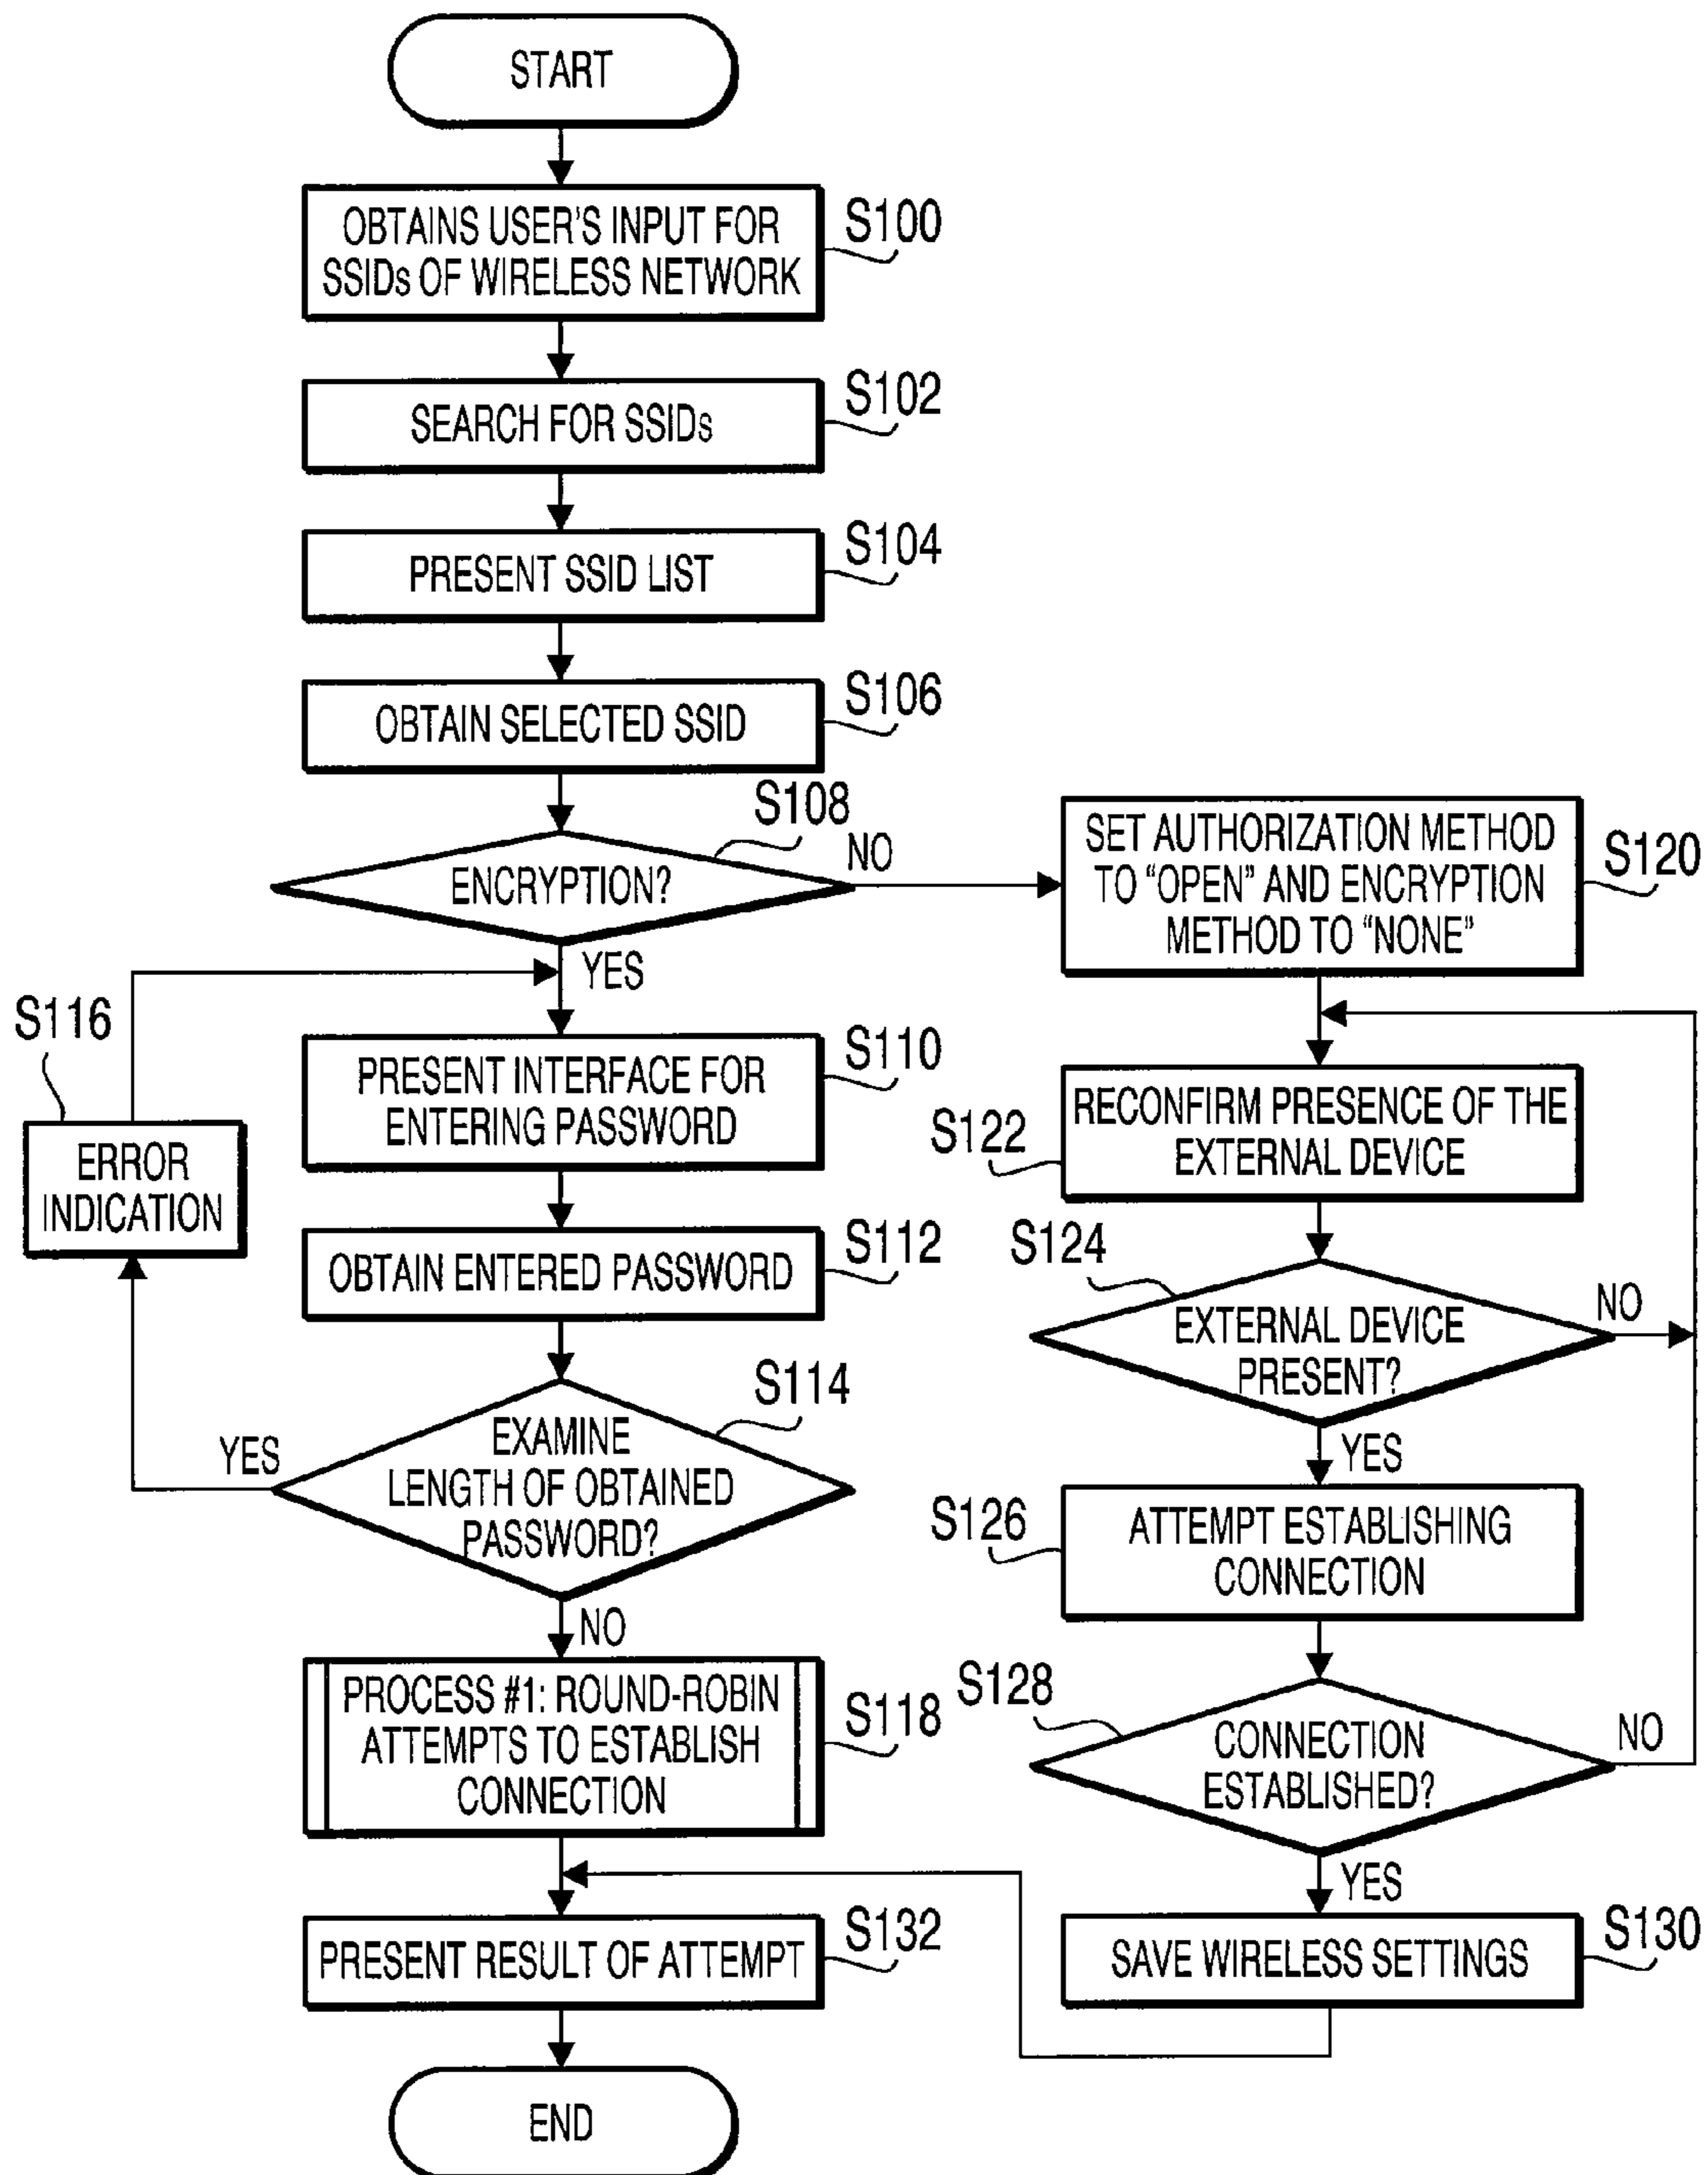 START
OBTAINS USER'S INPUT FOR
SSIDs OF WIRELESS NETWORK
S100
SEARCH FOR SSIDs
S102
PRESENT SSID LIST
S104
OBTAIN SELECTED SSID
S106
ENCRYPTION?
S108
NO
YES
SET AUTHORIZATION METHOD
TO “OPEN” AND ENCRYPTION
METHOD TO “NONE”
S120
S116
ERROR
INDICATION
PRESENT INTERFACE FOR
ENTERING PASSWORD
S110
RECONFIRM PRESENCE OF THE
EXTERNAL DEVICE
S122
OBTAIN ENTERED PASSWORD
S112
S124
EXTERNAL DEVICE
PRESENT?
NO
YES
S114
EXAMINE
LENGTH OF OBTAINED
PASSWORD?
YES
NO
S126
ATTEMPT ESTABLISHING
CONNECTION
PROCESS #1: ROUND-ROBIN
ATTEMPTS TO ESTABLISH
CONNECTION
S118
S128
CONNECTION
ESTABLISHED?
NO
YES
PRESENT RESULT OF ATTEMPT
S132
SAVE WIRELESS SETTINGS
S130
END